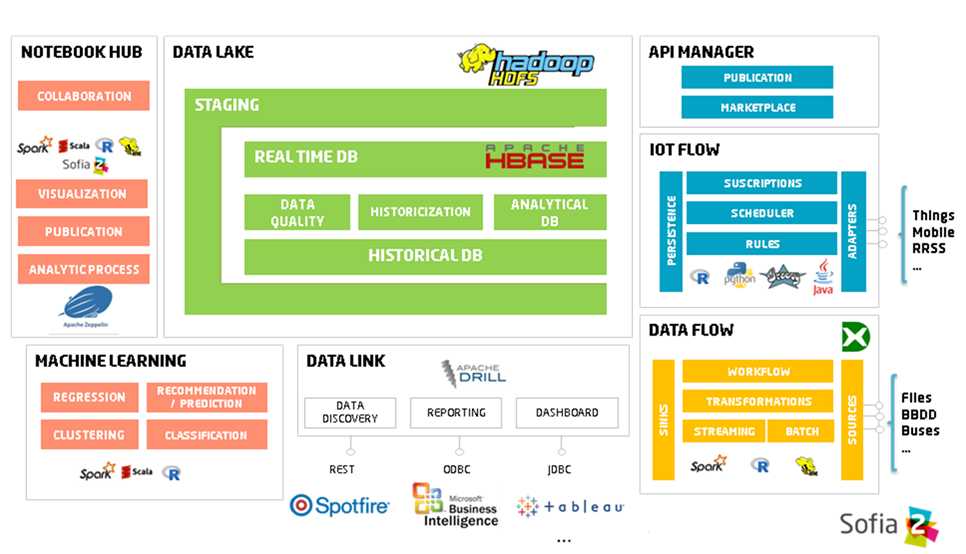 NOTEBOOK HUB
COLLABORATION
Spark
Scala
R
Sofia 2
VISUALIZATION
PUBLICATION
ANALYTIC PROCESS
Apache Zeppelin
DATA LAKE
hadoop
HDFS
STAGING
REAL TIME DB
APACHE
HBASE
DATA
QUALITY
HISTORICIZATION
ANALYTICAL
DB
HISTORICAL DB
API MANAGER
PUBLICATION
MARKETPLACE
IOT FLOW
PERSISTENCE
SUSCRIPTIONS
SCHEDULER
RULES
ADAPTERS
R
python
Groovy
Java
Things
Mobile
RRSS
...
MACHINE LEARNING
REGRESSION
RECOMMENDATION
/ PREDICTION
CLUSTERING
CLASSIFICATION
Spark
Scala
R
DATA LINK
APACHE
DRILL
DATA
DISCOVERY
REPORTING
DASHBOARD
REST
ODBC
JDBC
Spotfire
Microsoft
Business
Intelligence
tableau
...
DATA FLOW
SINKS
WORKFLOW
TRANSFORMATIONS
STREAMING
BATCH
SOURCES
Spark
R
Files
BBDD
Buses
...
Sofia 2